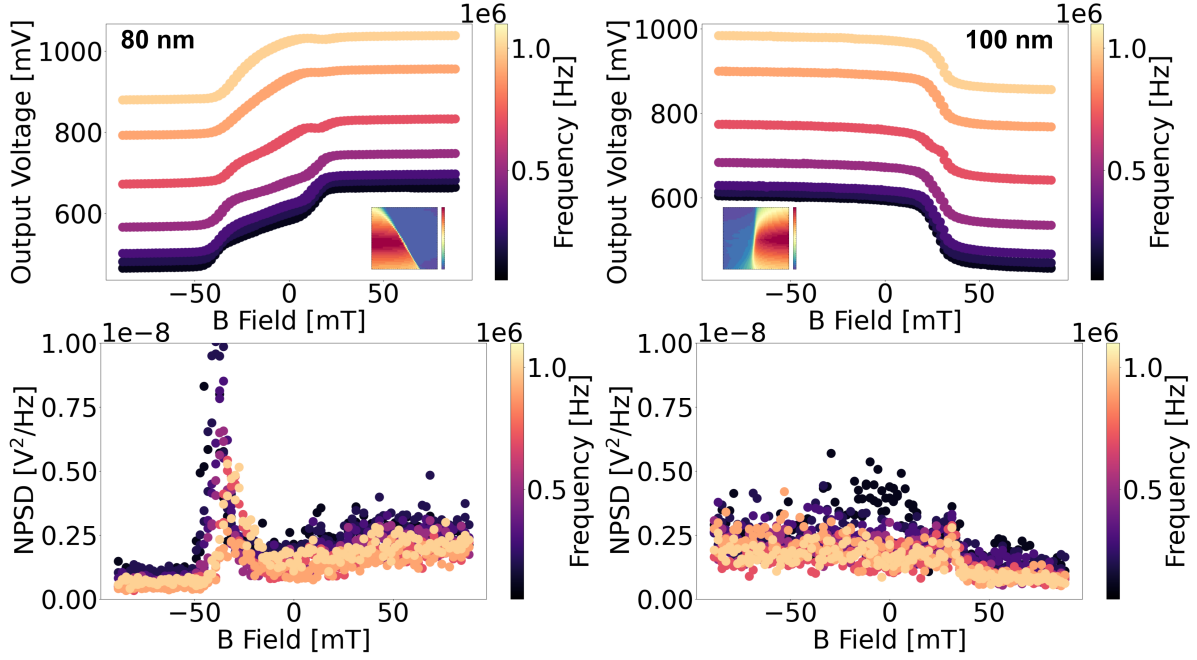 1e6
1e6
80 nm
100 nm
Output Voltage [mV]
1000
800
600
−50
0
50
B Field [mT]
1.0
0.5
Frequency [Hz]
Output Voltage [mV]
1000
800
600
−50
0
50
B Field [mT]
1.0
0.5
Frequency [Hz]
1e−8
1e6
NPSD [V²/Hz]
1.00
0.75
0.50
0.25
0.00
−50
0
50
B Field [mT]
1.0
0.5
Frequency [Hz]
1e−8
1e6
NPSD [V²/Hz]
1.00
0.75
0.50
0.25
0.00
−50
0
50
B Field [mT]
1.0
0.5
Frequency [Hz]